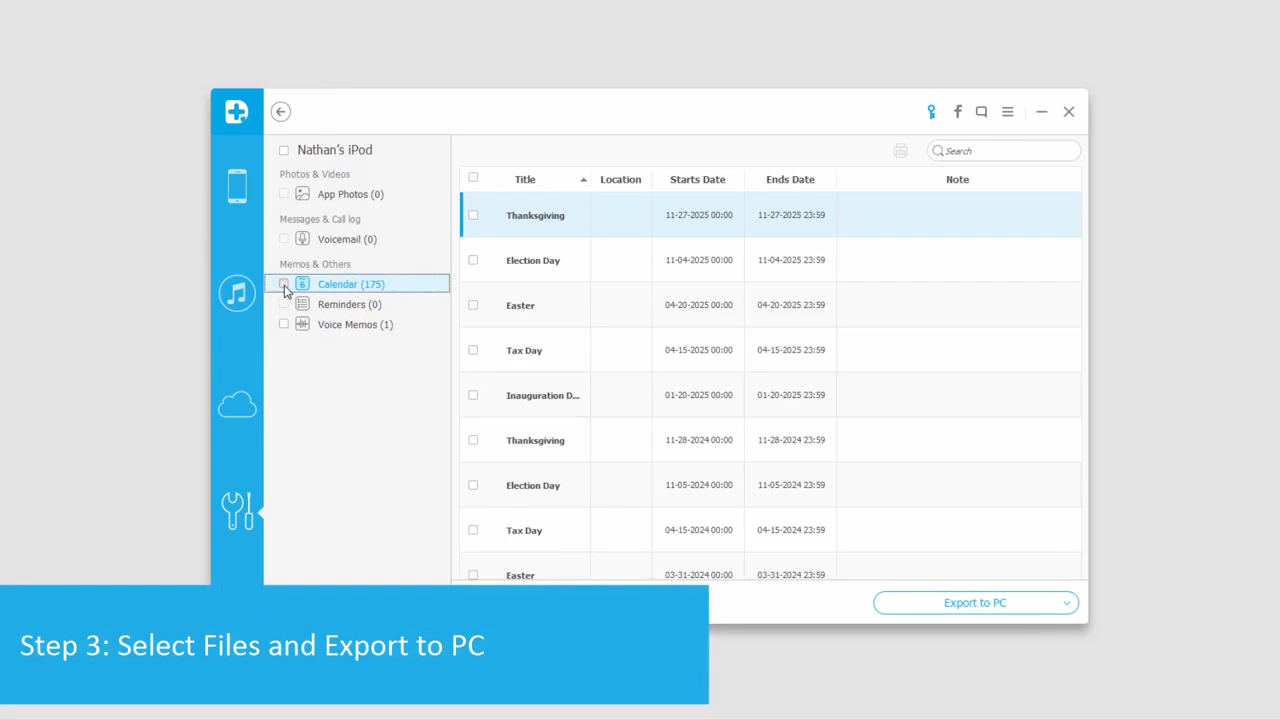 Nathan's iPod
Photos & Videos
App Photos (0)
Messages & Call log
Voicemail (0)
Memos & Others
6 Calendar (175)
Reminders (0)
Voice Memos (1)
Search
Title Location Starts Date Ends Date Note
Thanksgiving 11-27-2025 00:00 11-27-2025 23:59
Election Day 11-04-2025 00:00 11-04-2025 23:59
Easter 04-20-2025 00:00 04-20-2025 23:59
Tax Day 04-15-2025 00:00 04-15-2025 23:59
Inauguration D... 01-20-2025 00:00 01-20-2025 23:59
Thanksgiving 11-28-2024 00:00 11-28-2024 23:59
Election Day 11-05-2024 00:00 11-05-2024 23:59
Tax Day 04-15-2024 00:00 04-15-2024 23:59
Easter 03-31-2024 00:00 03-31-2024 23:59
Export to PC
Step 3: Select Files and Export to PC